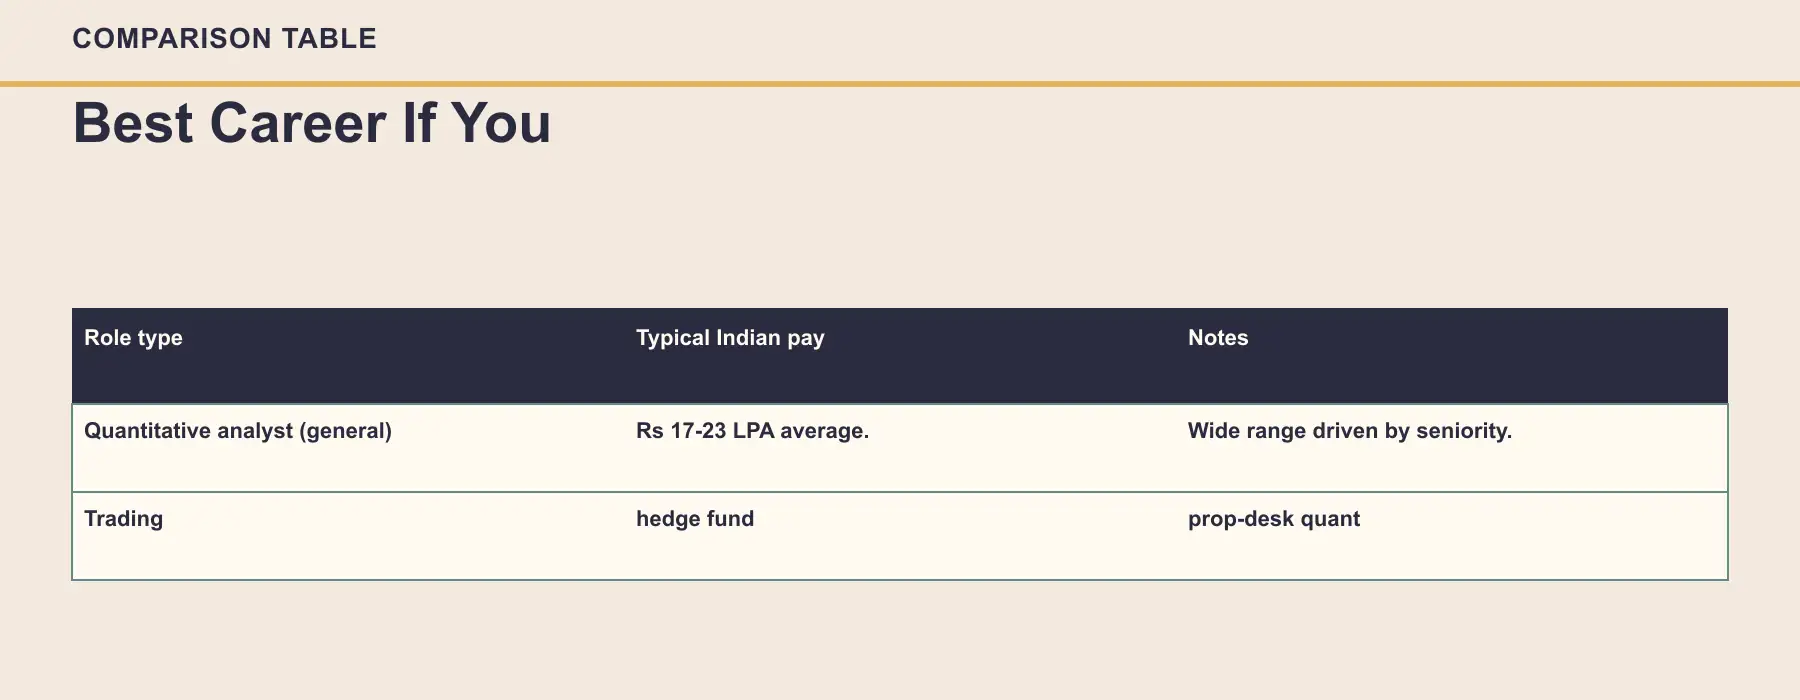 COMPARISON TABLE
Best Career If You
Role type Typical Indian pay Notes
Quantitative analyst (general) Rs 17-23 LPA average. Wide range driven by seniority.
Trading hedge fund prop-desk quant